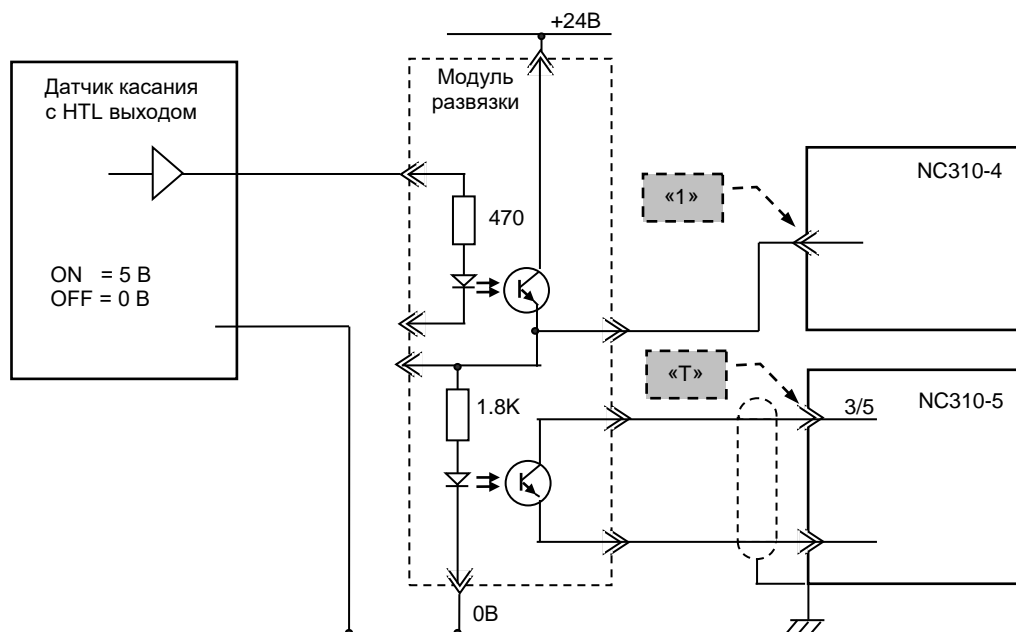 +24В
Датчик касания
с HTL выходом
Модуль
развязки
NC310-4
«1»
470
ON = 5 В
OFF = 0 В
«Т»
NC310-5
3/5
1.8K
0В